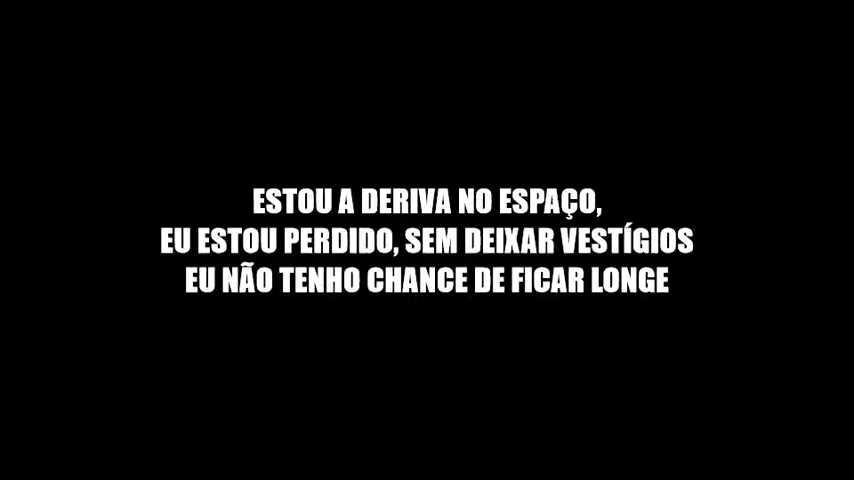 ESTOU A DERIVA NO ESPAÇO,
EU ESTOU PERDIDO, SEM DEIXAR VESTÍGIOS
EU NÃO TENHO CHANCE DE FICAR LONGE